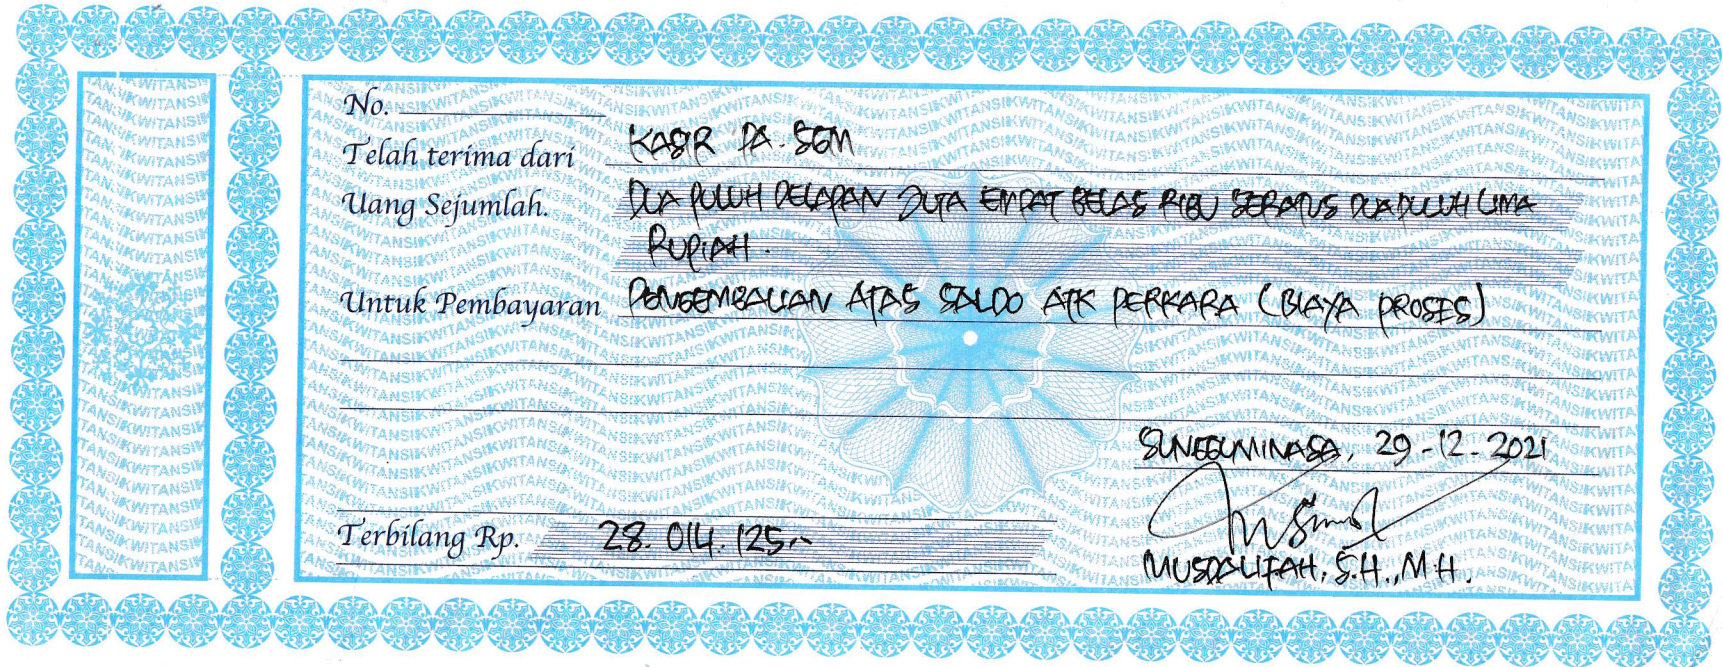 No.
Telah terima dari KASIR PA. SGM
Uang Sejumlah. DUA PULUH DELAPAN JUTA EMPAT BELAS RIBU SERATUS DUA PULUH LIMA
RUPIAH.
Untuk Pembayaran PENGEMBALIAN ATAS SALDO ATK PERKARA (BIAYA PROSES)
SUNGGUMINASA, 29-12-2021
Terbilang Rp. 28.014.125.-
MUSDALIFAH, S.H., M.H.